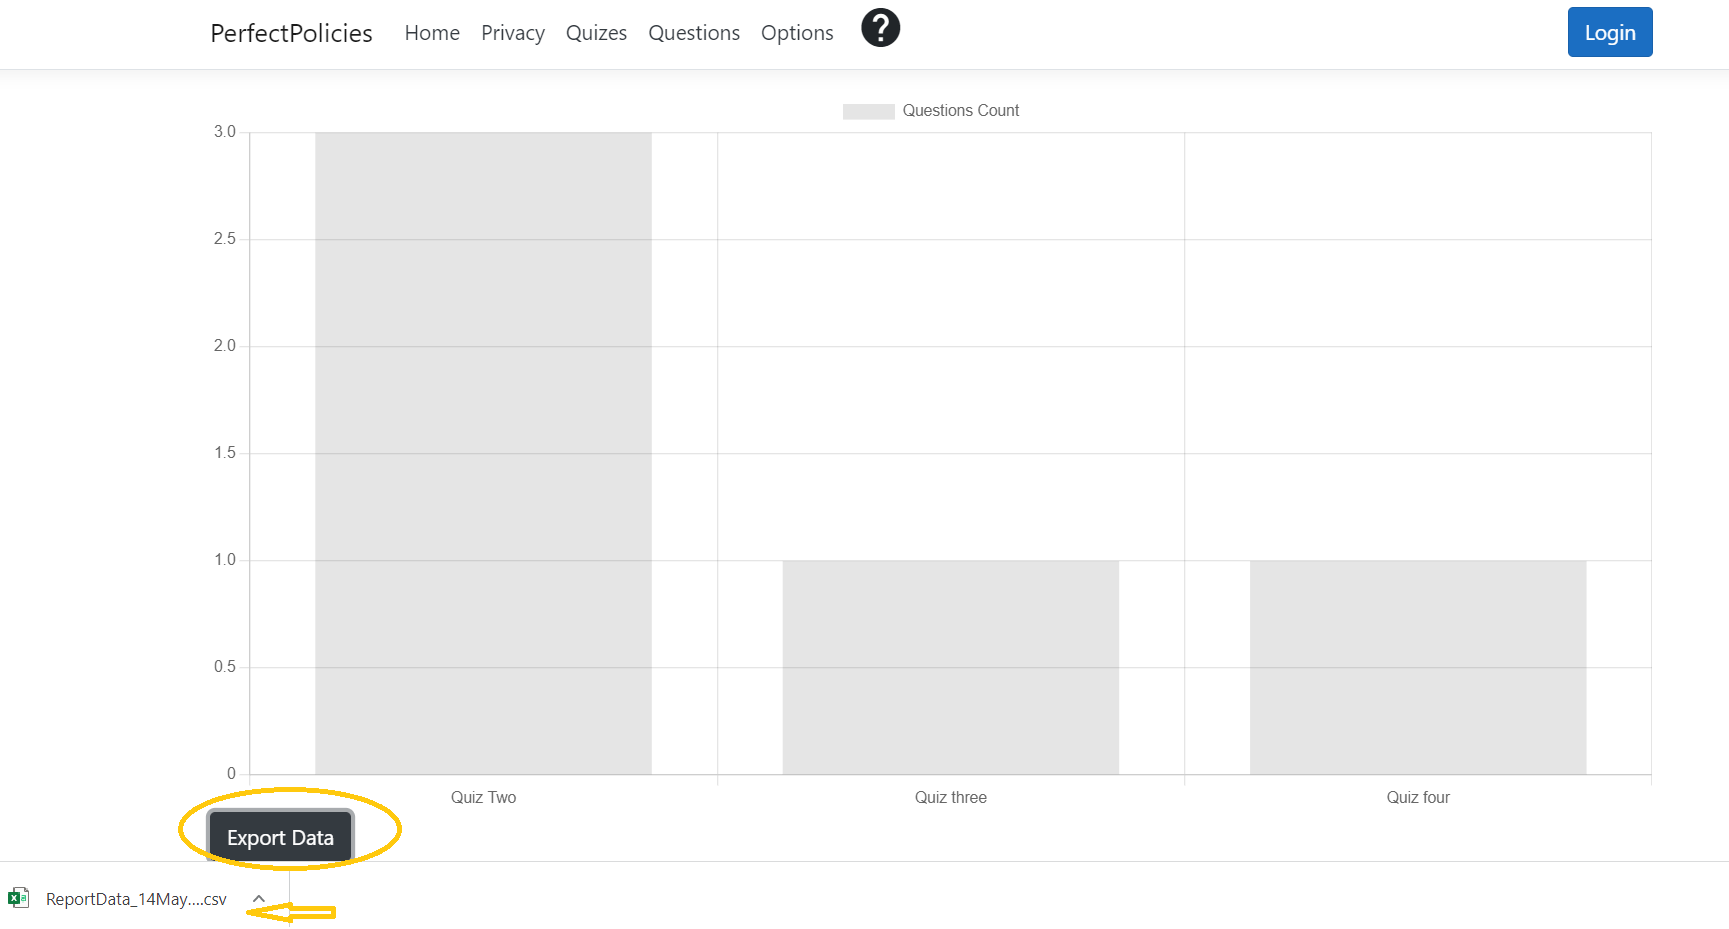 PerfectPolicies Home Privacy Quizes Questions Options ? Login
Questions Count
3.0
2.5
2.0
1.5
1.0
0.5
0
Quiz Two Quiz three Quiz four
Export Data
ReportData_14May....csv